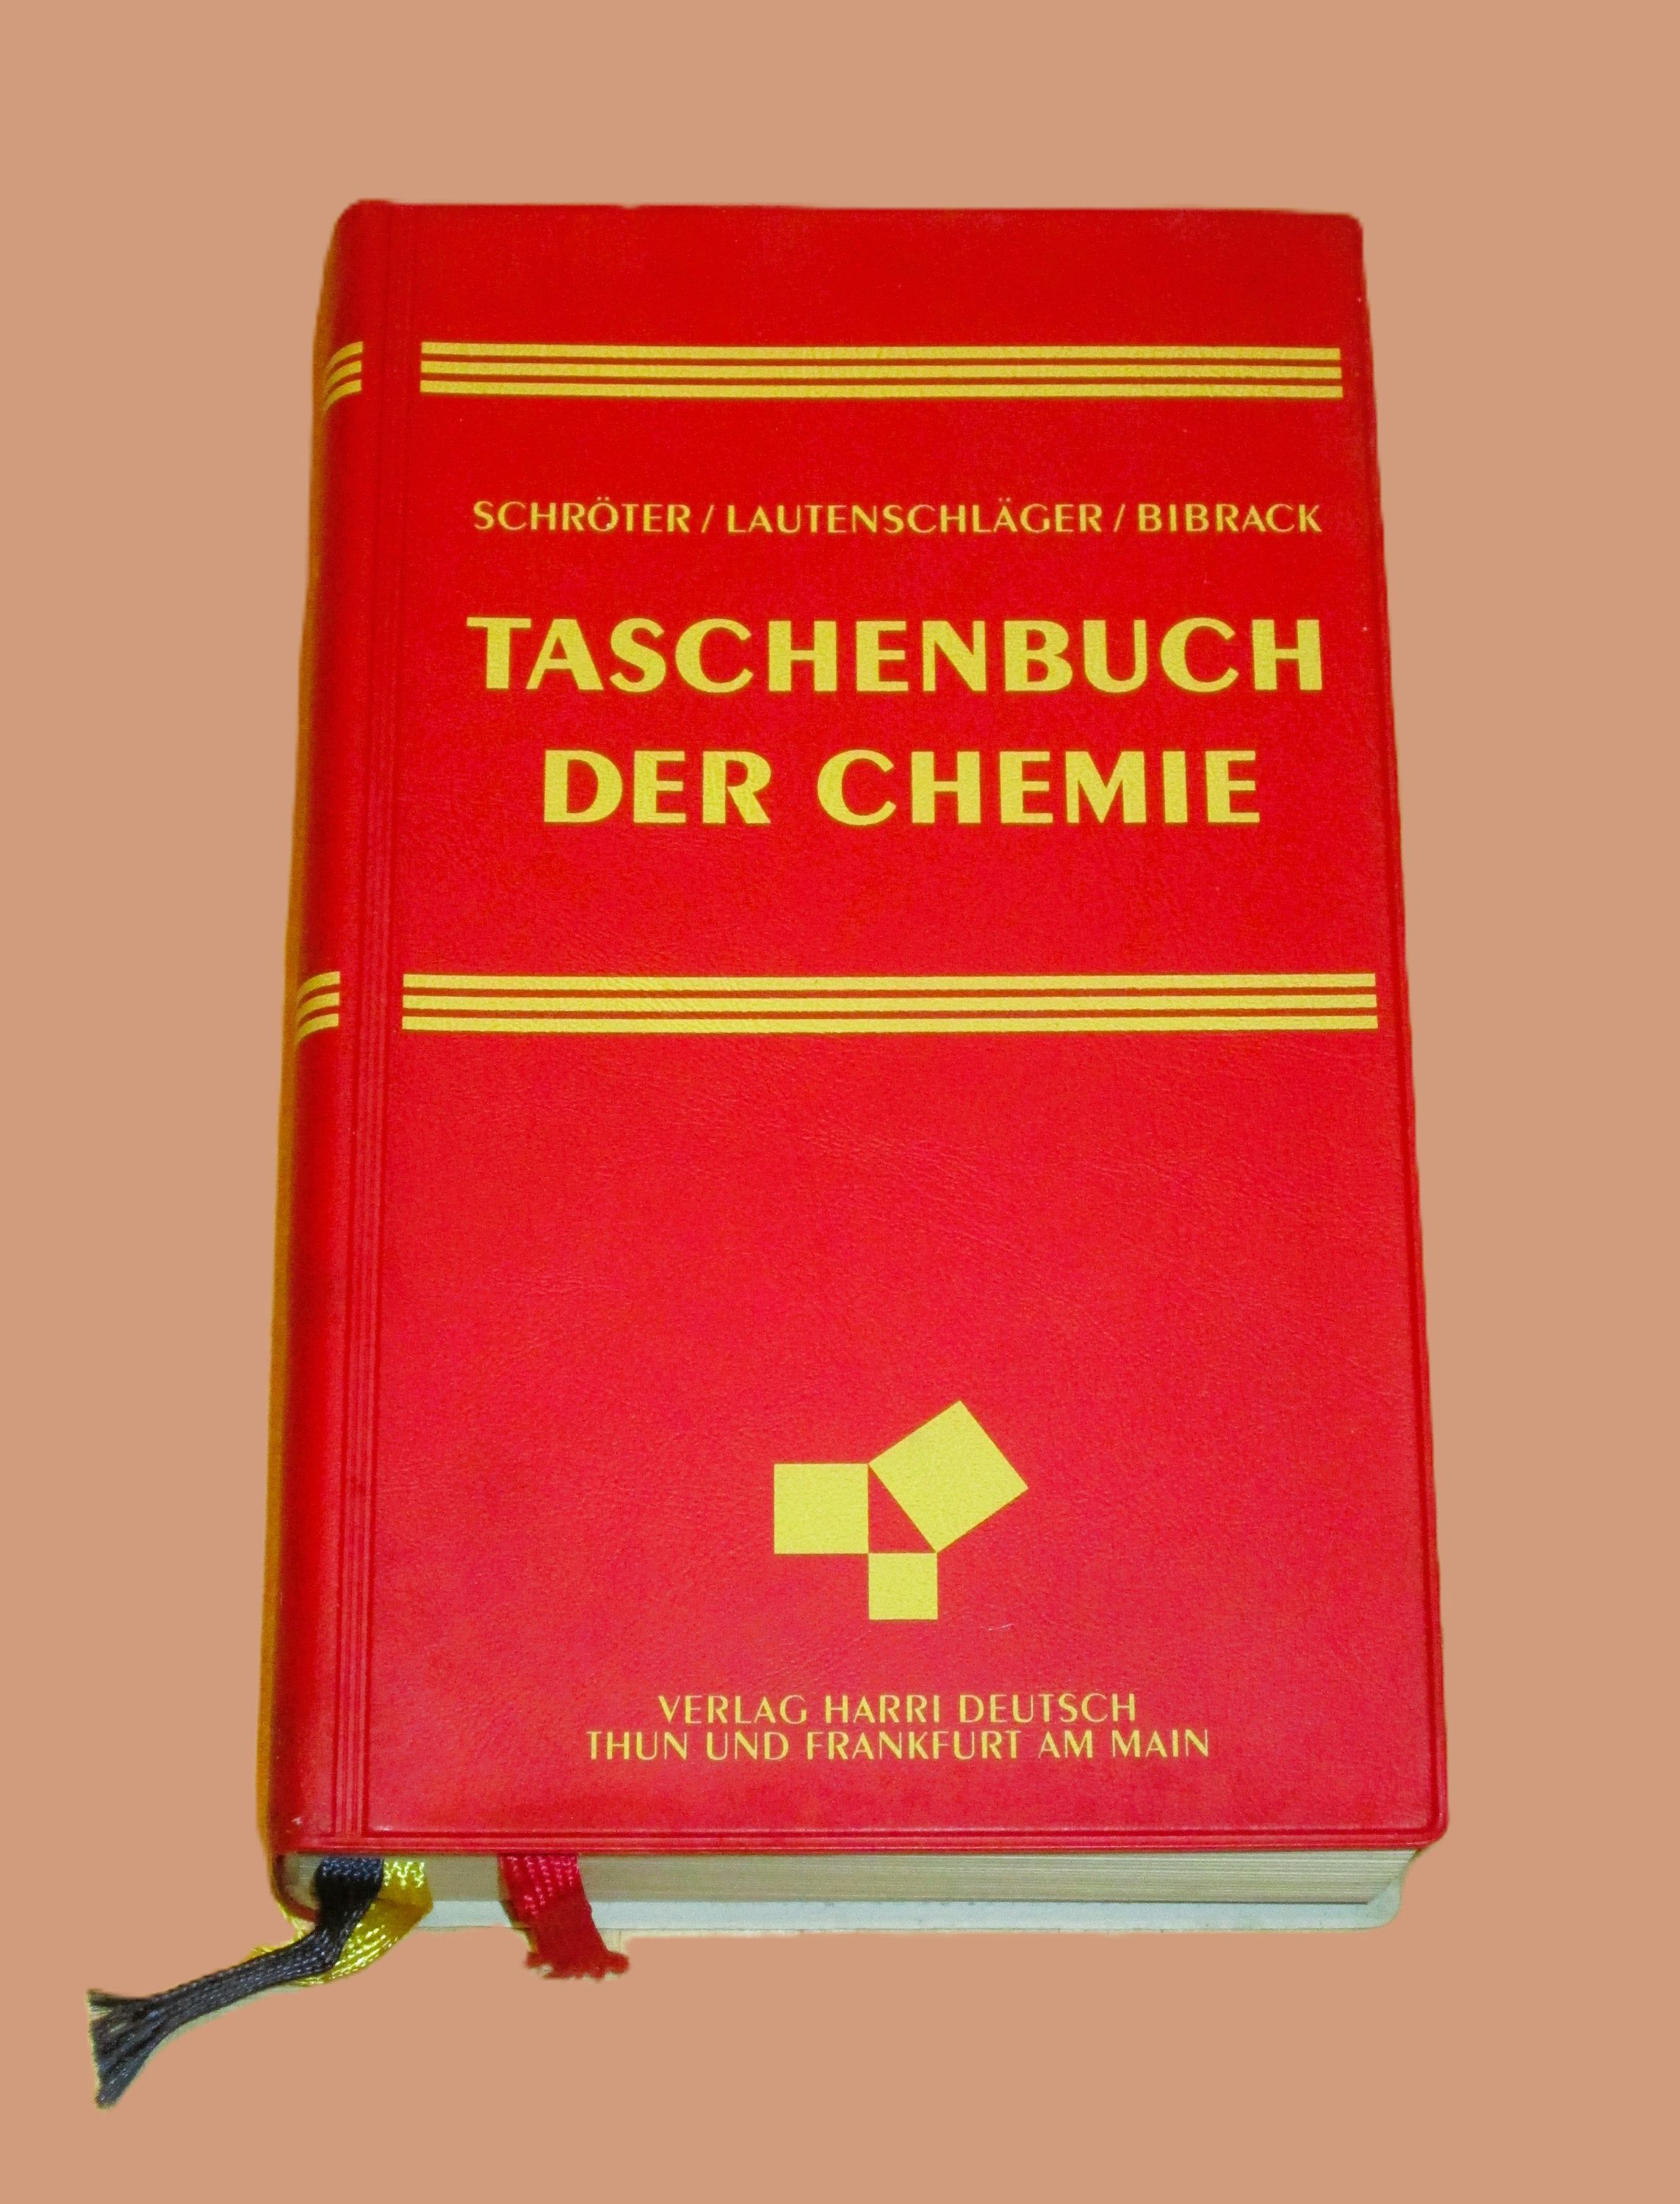 SCHRÖTER / LAUTENSCHLÄGER / BIBRACK
TASCHENBUCH
DER CHEMIE
VERLAG HARRI DEUTSCH
THUN UND FRANKFURT AM MAIN